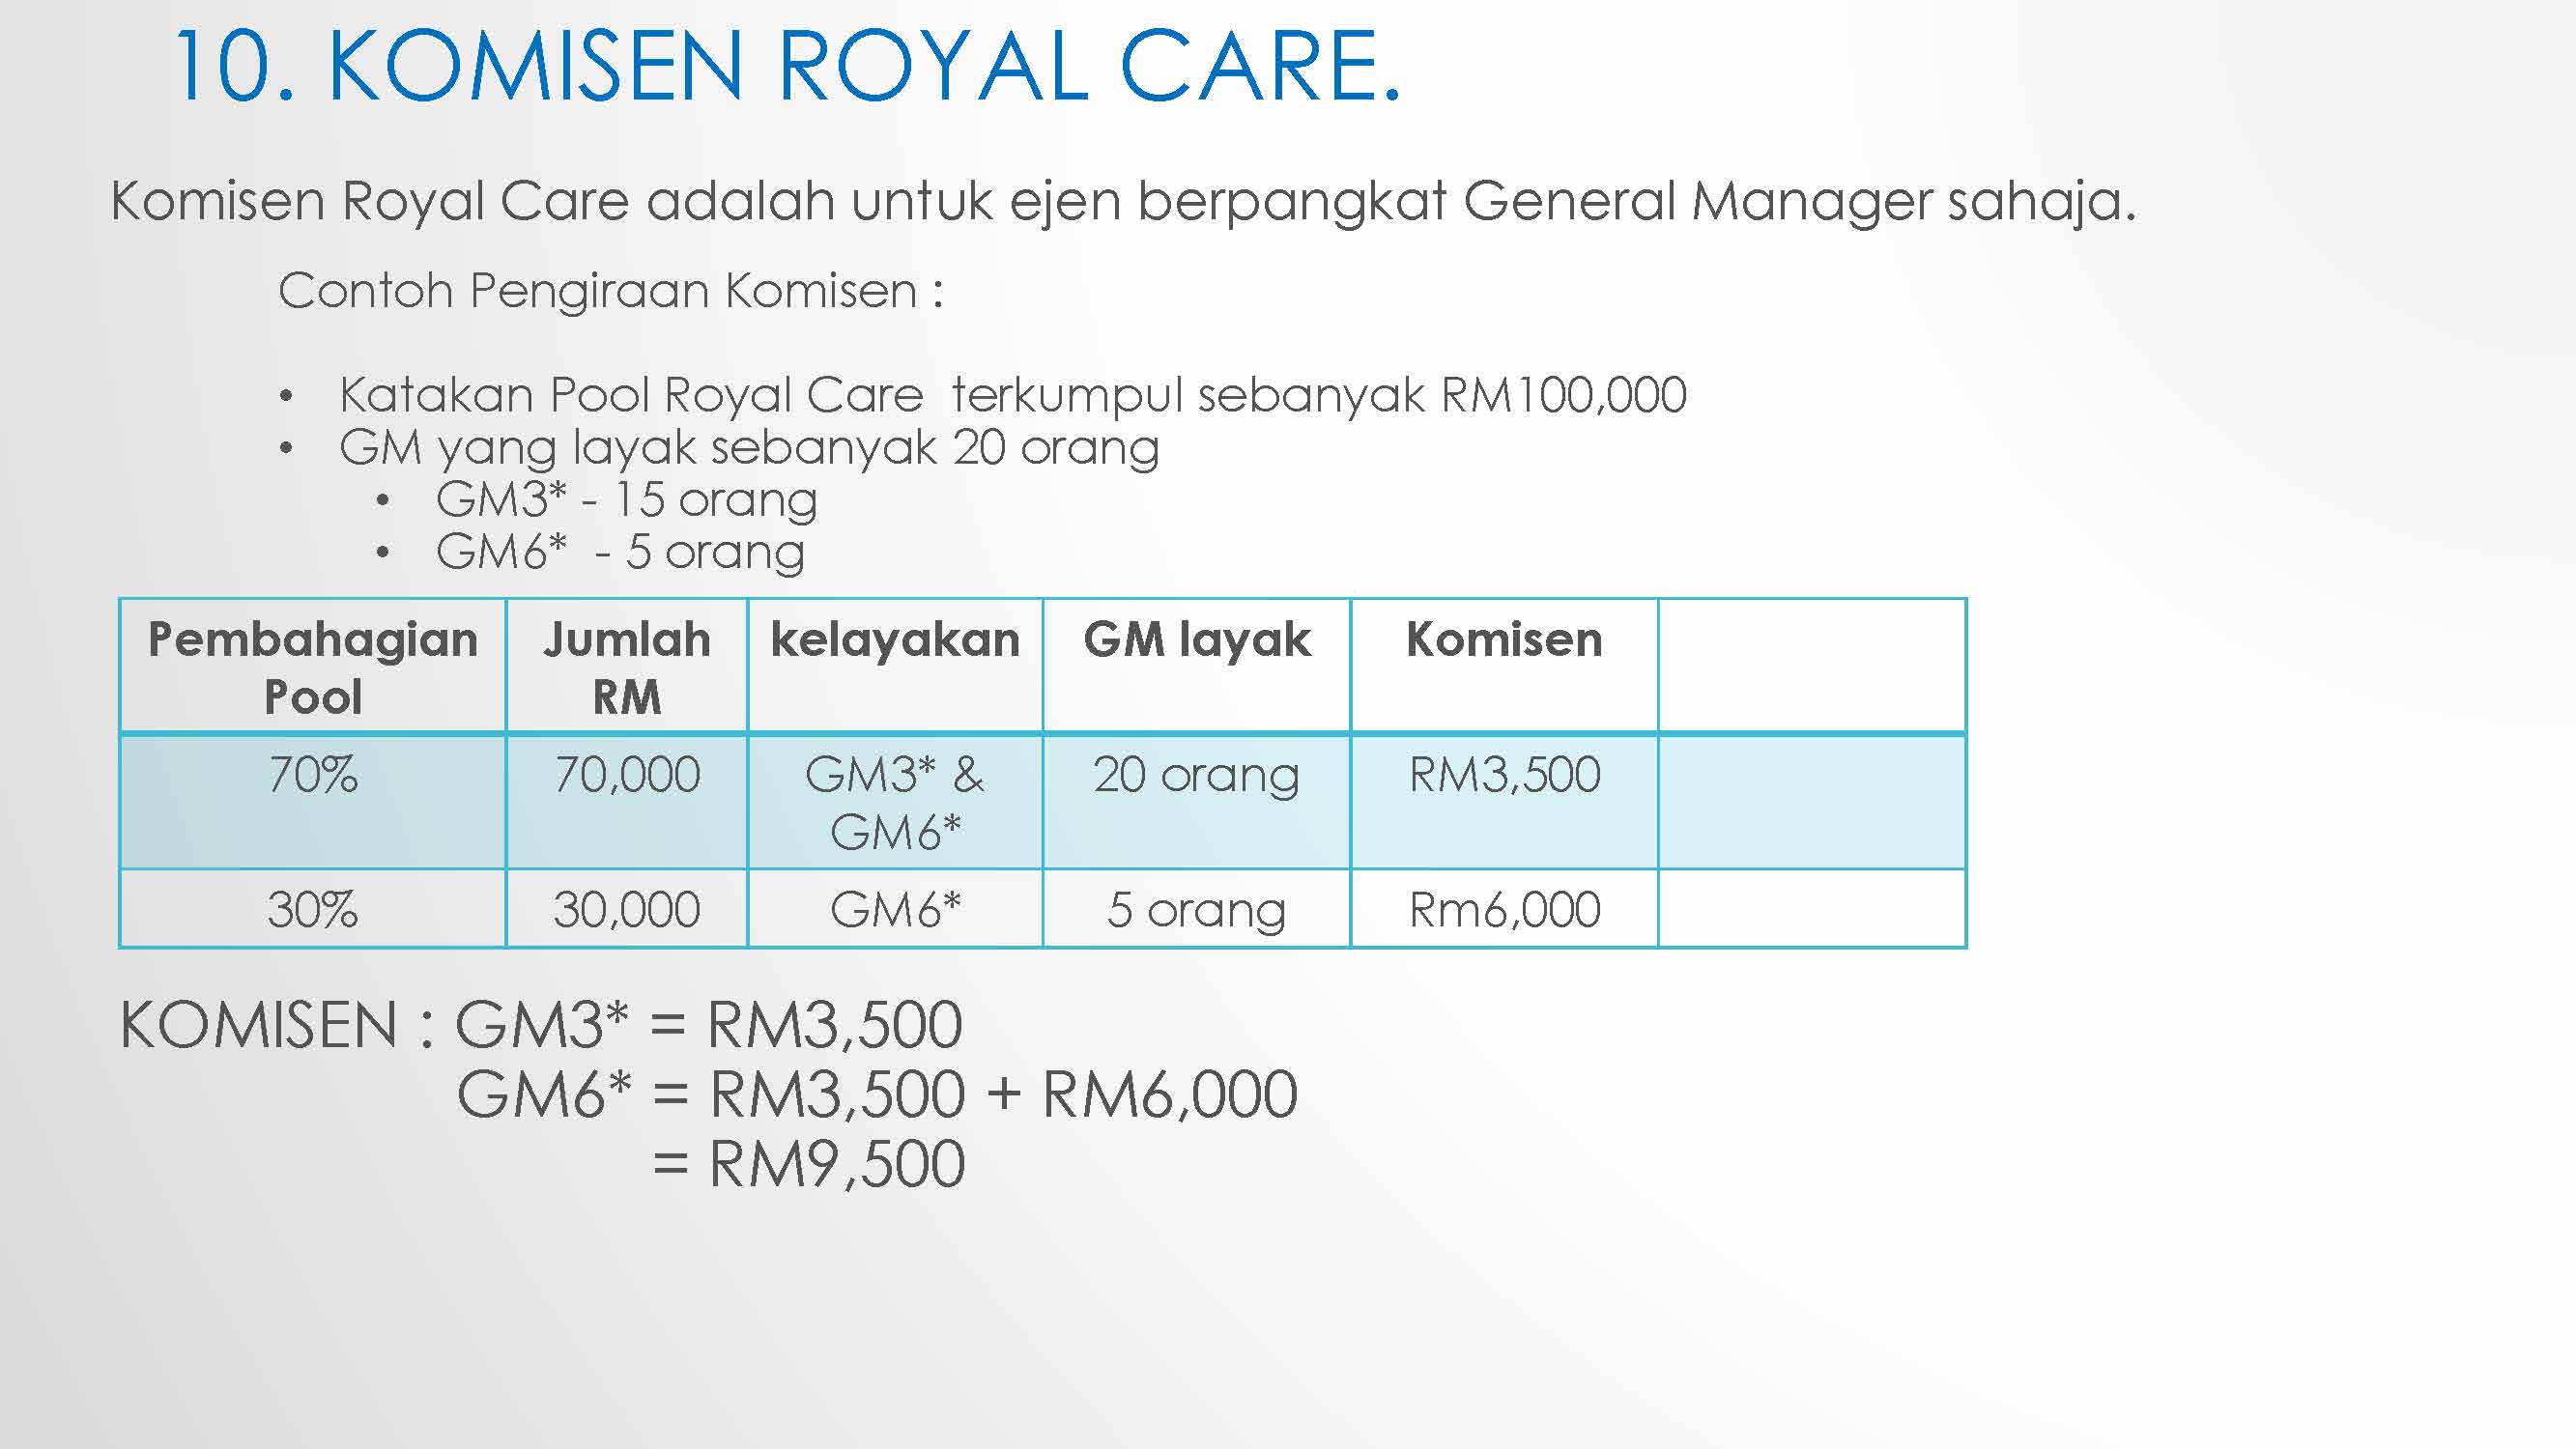 10. KOMISEN ROYAL CARE.
Komisen Royal Care adalah untuk ejen berpangkat General Manager sahaja.
Contoh Pengiraan Komisen :
• Katakan Pool Royal Care terkumpul sebanyak RM100,000
• GM yang layak sebanyak 20 orang
• GM3* - 15 orang
• GM6* - 5 orang
Pembahagian Jumlah kelayakan GM layak Komisen
Pool RM
70% 70,000 GM3* & 20 orang RM3,500
GM6*
30% 30,000 GM6* 5 orang Rm6,000
KOMISEN : GM3* = RM3,500
GM6* = RM3,500 + RM6,000
= RM9,500